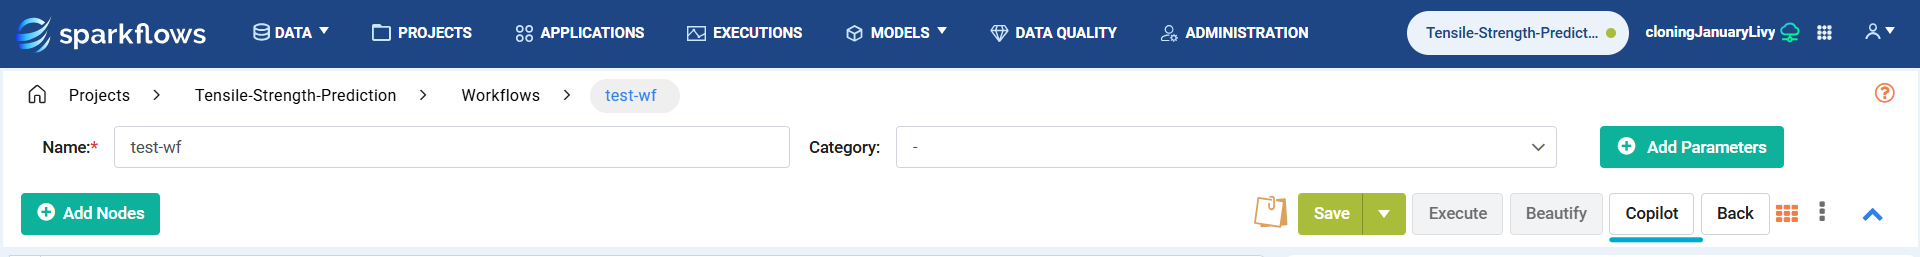 sparkflows DATA PROJECTS APPLICATIONS EXECUTIONS MODELS DATA QUALITY ADMINISTRATION Tensile-Strength-Predict... cloningJanuaryLivy
Projects > Tensile-Strength-Prediction > Workflows > test-wf ?
Name:* test-wf Category: - Add Parameters
Add Nodes Save Execute Beautify Copilot Back